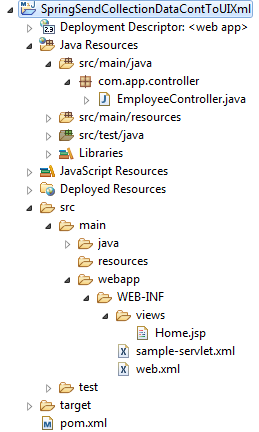 SpringSendCollectionDataContToUIXml
Deployment Descriptor: <web app>
Java Resources
src/main/java
com.app.controller
EmployeeController.java
src/main/resources
src/test/java
Libraries
JavaScript Resources
Deployed Resources
src
main
java
resources
webapp
WEB-INF
views
Home.jsp
sample-servlet.xml
web.xml
test
target
pom.xml